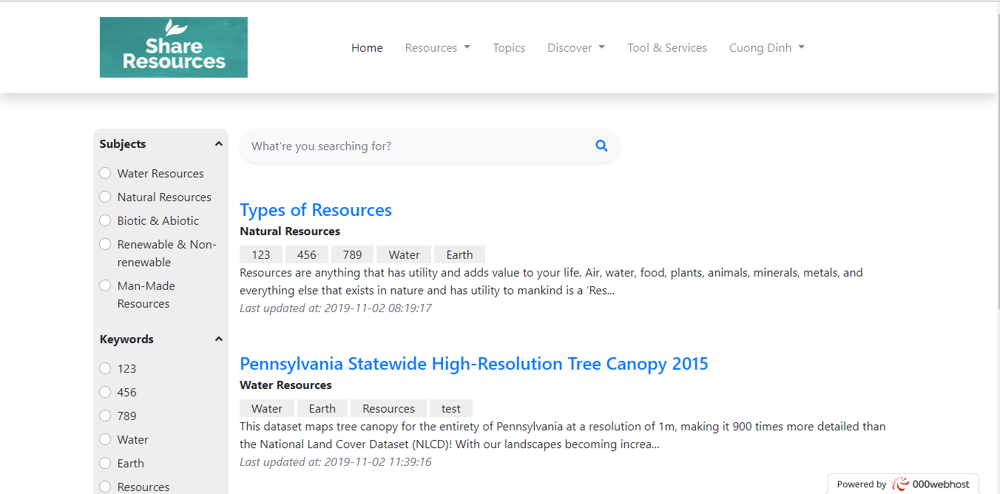 Share
Resources
Home Resources Topics Discover Tool & Services Cuong Dinh
Subjects
Water Resources
Natural Resources
Biotic & Abiotic
Renewable & Non-
renewable
Man-Made
Resources
Keywords
123
456
789
Water
Earth
Resources
What're you searching for?
Types of Resources
Natural Resources
123 456 789 Water Earth
Resources are anything that has utility and adds value to your life. Air, water, food, plants, animals, minerals, metals, and
everything else that exists in nature and has utility to mankind is a ‘Res...
Last updated at: 2019-11-02 08:19:17
Pennsylvania Statewide High-Resolution Tree Canopy 2015
Water Resources
Water Earth Resources test
This dataset maps tree canopy for the entirety of Pennsylvania at a resolution of 1m, making it 900 times more detailed than
the National Land Cover Dataset (NLCD)! With our landscapes becoming increa...
Last updated at: 2019-11-02 11:39:16
Powered by 000webhost